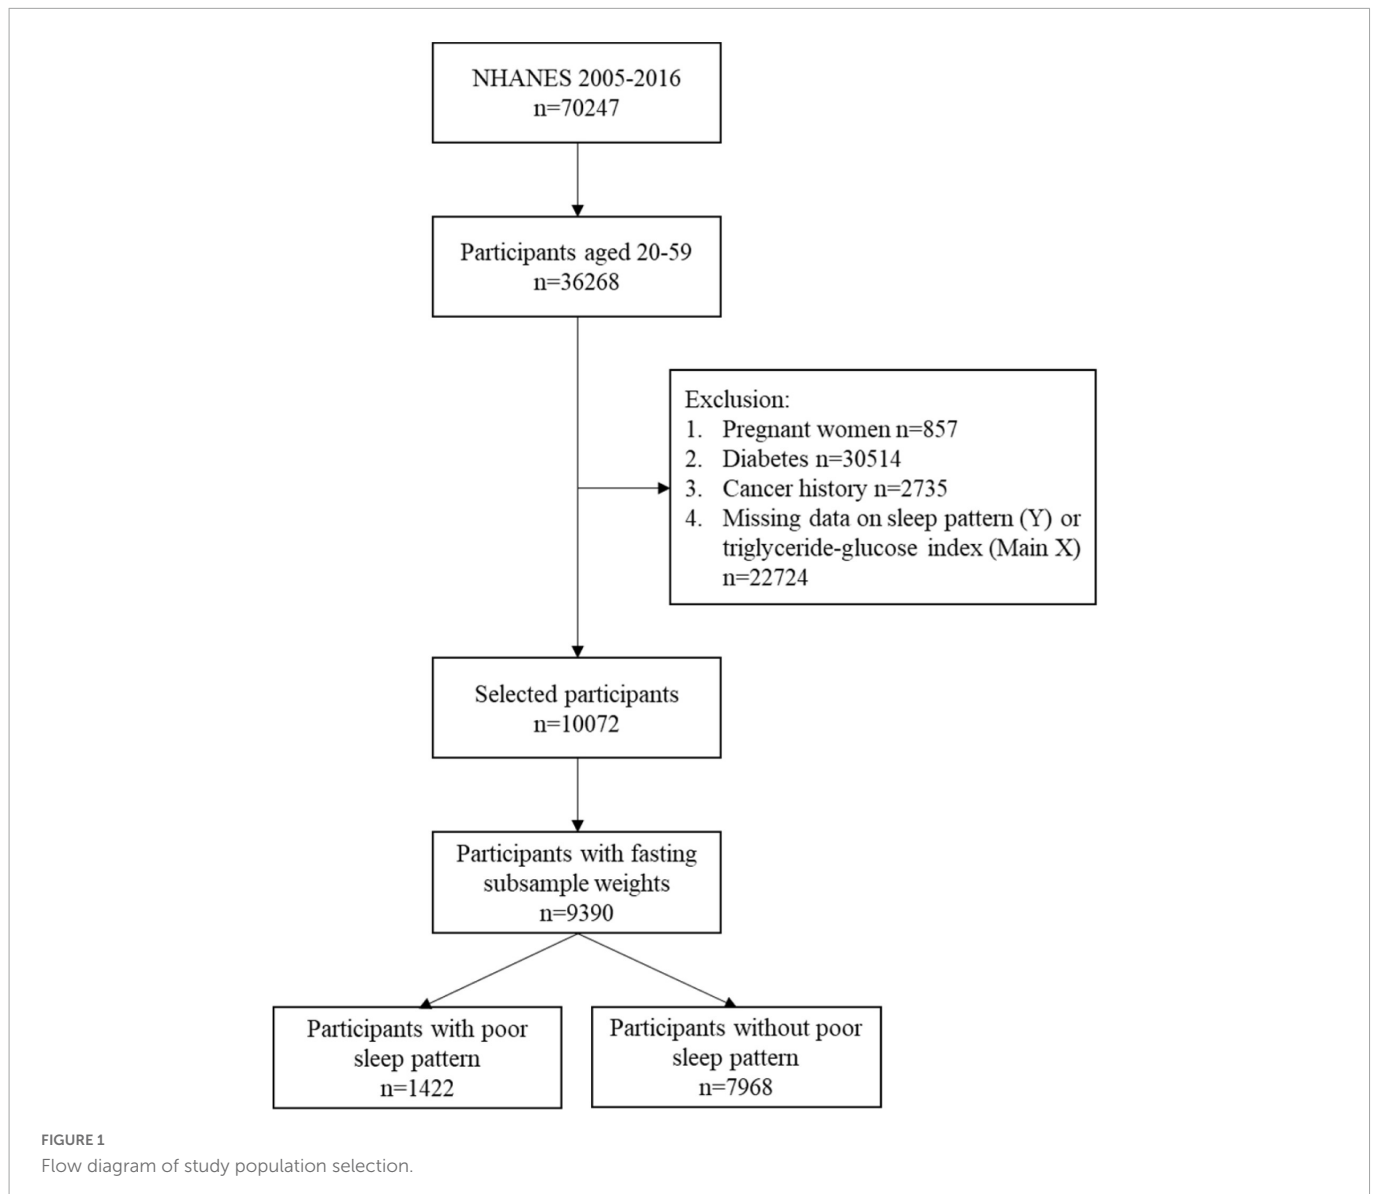 NHANES 2005-2016
n=70247
Participants aged 20-59
n=36268
Exclusion:
1. Pregnant women n=857
2. Diabetes n=30514
3. Cancer history n=2735
4. Missing data on sleep pattern (Y) or
triglyceride-glucose index (Main X)
n=22724
Selected participants
n=10072
Participants with fasting
subsample weights
n=9390
Participants with poor
sleep pattern
n=1422
Participants without poor
sleep pattern
n=7968
FIGURE 1
Flow diagram of study population selection.